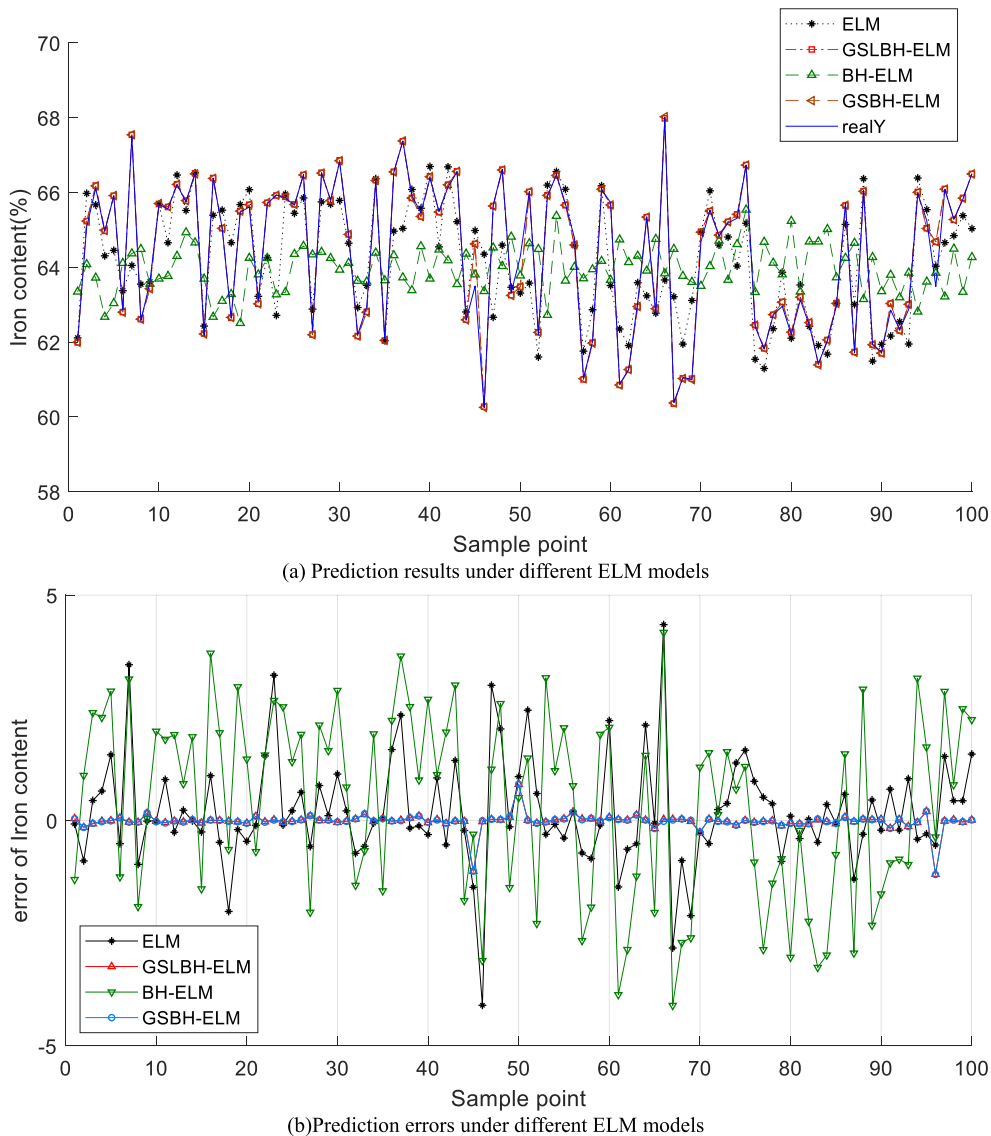 ELM
GSLBH-ELM
BH-ELM
GSBH-ELM
realY
70
68
66
64
62
60
58
Iron content(%)
0 10 20 30 40 50 60 70 80 90 100
Sample point
(a) Prediction results under different ELM models
5
0
-5
error of Iron content
ELM
GSLBH-ELM
BH-ELM
GSBH-ELM
0 10 20 30 40 50 60 70 80 90 100
Sample point
(b)Prediction errors under different ELM models